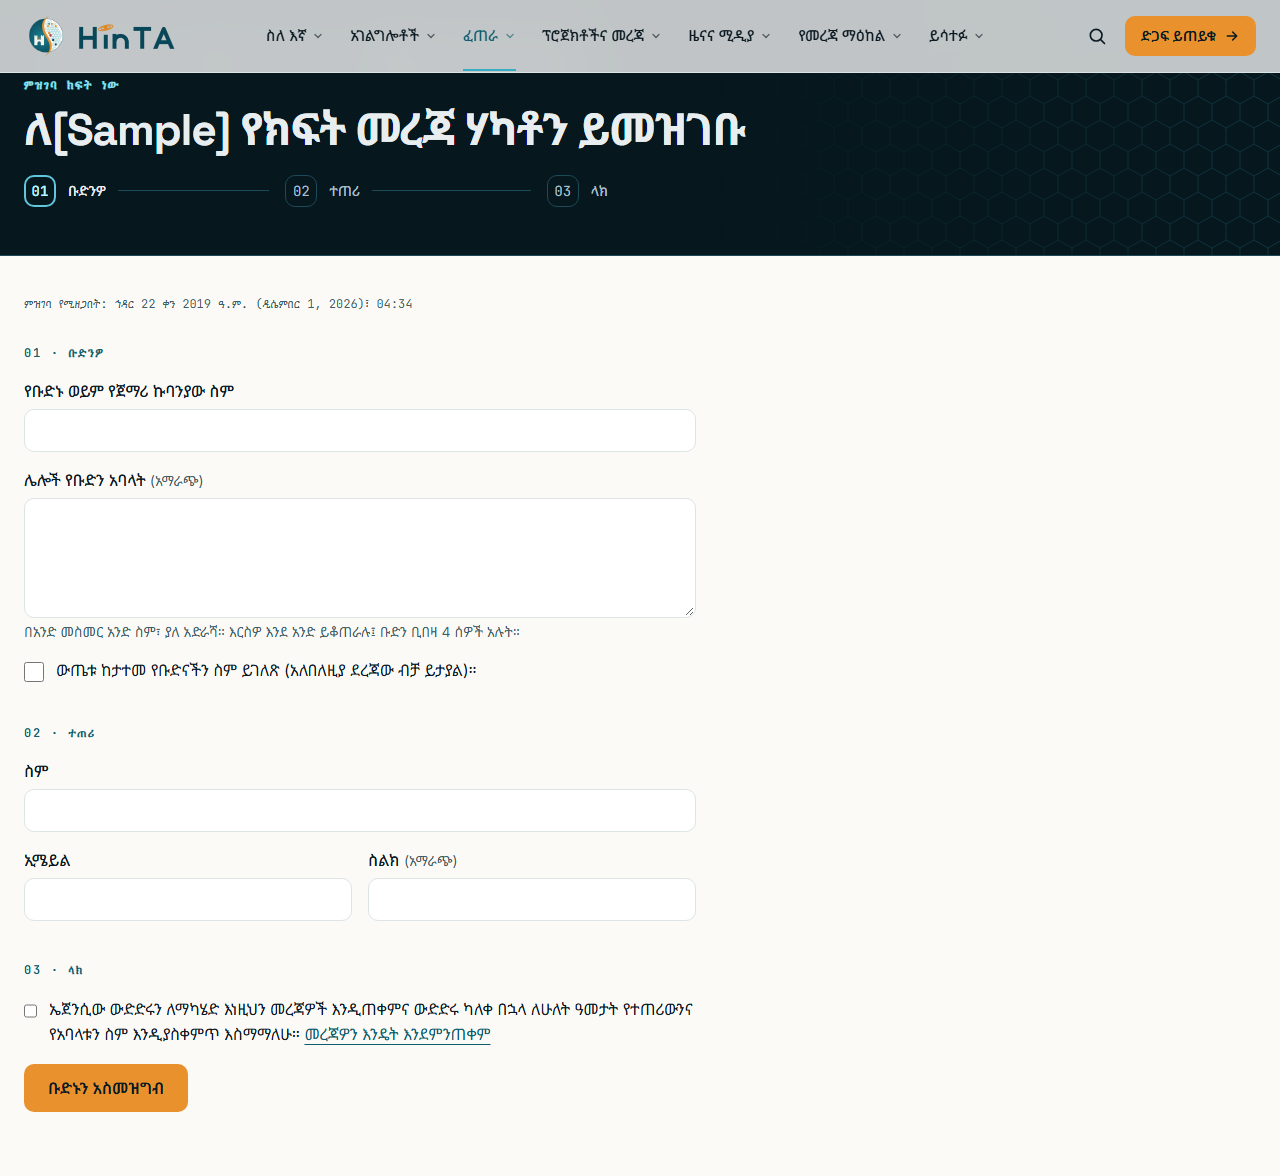 HinTA
ስለ እኛ
አገልግሎቶች
ፈጠራ
ፕሮጀክቶችና መረጃ
ዜናና ሚዲያ
የመረጃ ማዕከል
ይሳተፉ
ድጋፍ ይጠይቁ →
ምዝገባ ክፍት ነው
ለ[Sample] የክፍት መረጃ ሃካቶን ይመዝገቡ
01 ቡድንዎ
02 ተጠሪ
03 ላክ
ምዝገባ የሚዘጋበት: ኅዳር 22 ቀን 2019 ዓ.ም. (ዲሴምበር 1, 2026)፣ 04:34
01 · ቡድንዎ
የቡድኑ ወይም የጀማሪ ኩባንያው ስም
ሌሎች የቡድን አባላት (አማራጭ)
በአንድ መስመር አንድ ስም፣ ያለ አድራሻ። እርስዎ እንደ አንድ ይቆጠራሉ፤ ቡድን ቢበዛ 4 ሰዎች አሉት።
ውጤቱ ከታተመ የቡድናችን ስም ይገለጽ (አለበለዚያ ደረጃው ብቻ ይታያል)።
02 · ተጠሪ
ስም
ኢሜይል
ስልክ (አማራጭ)
03 · ላክ
ኤጀንሲው ውድድሩን ለማካሄድ እነዚህን መረጃዎች እንዲጠቀምና ውድድሩ ካለቀ በኋላ ለሁለት ዓመታት የተጠሪውንና
የአባላቱን ስም እንዲያስቀምጥ እስማማለሁ። መረጃዎን እንዴት እንደምንጠቀም
ቡድኑን አስመዝግብ